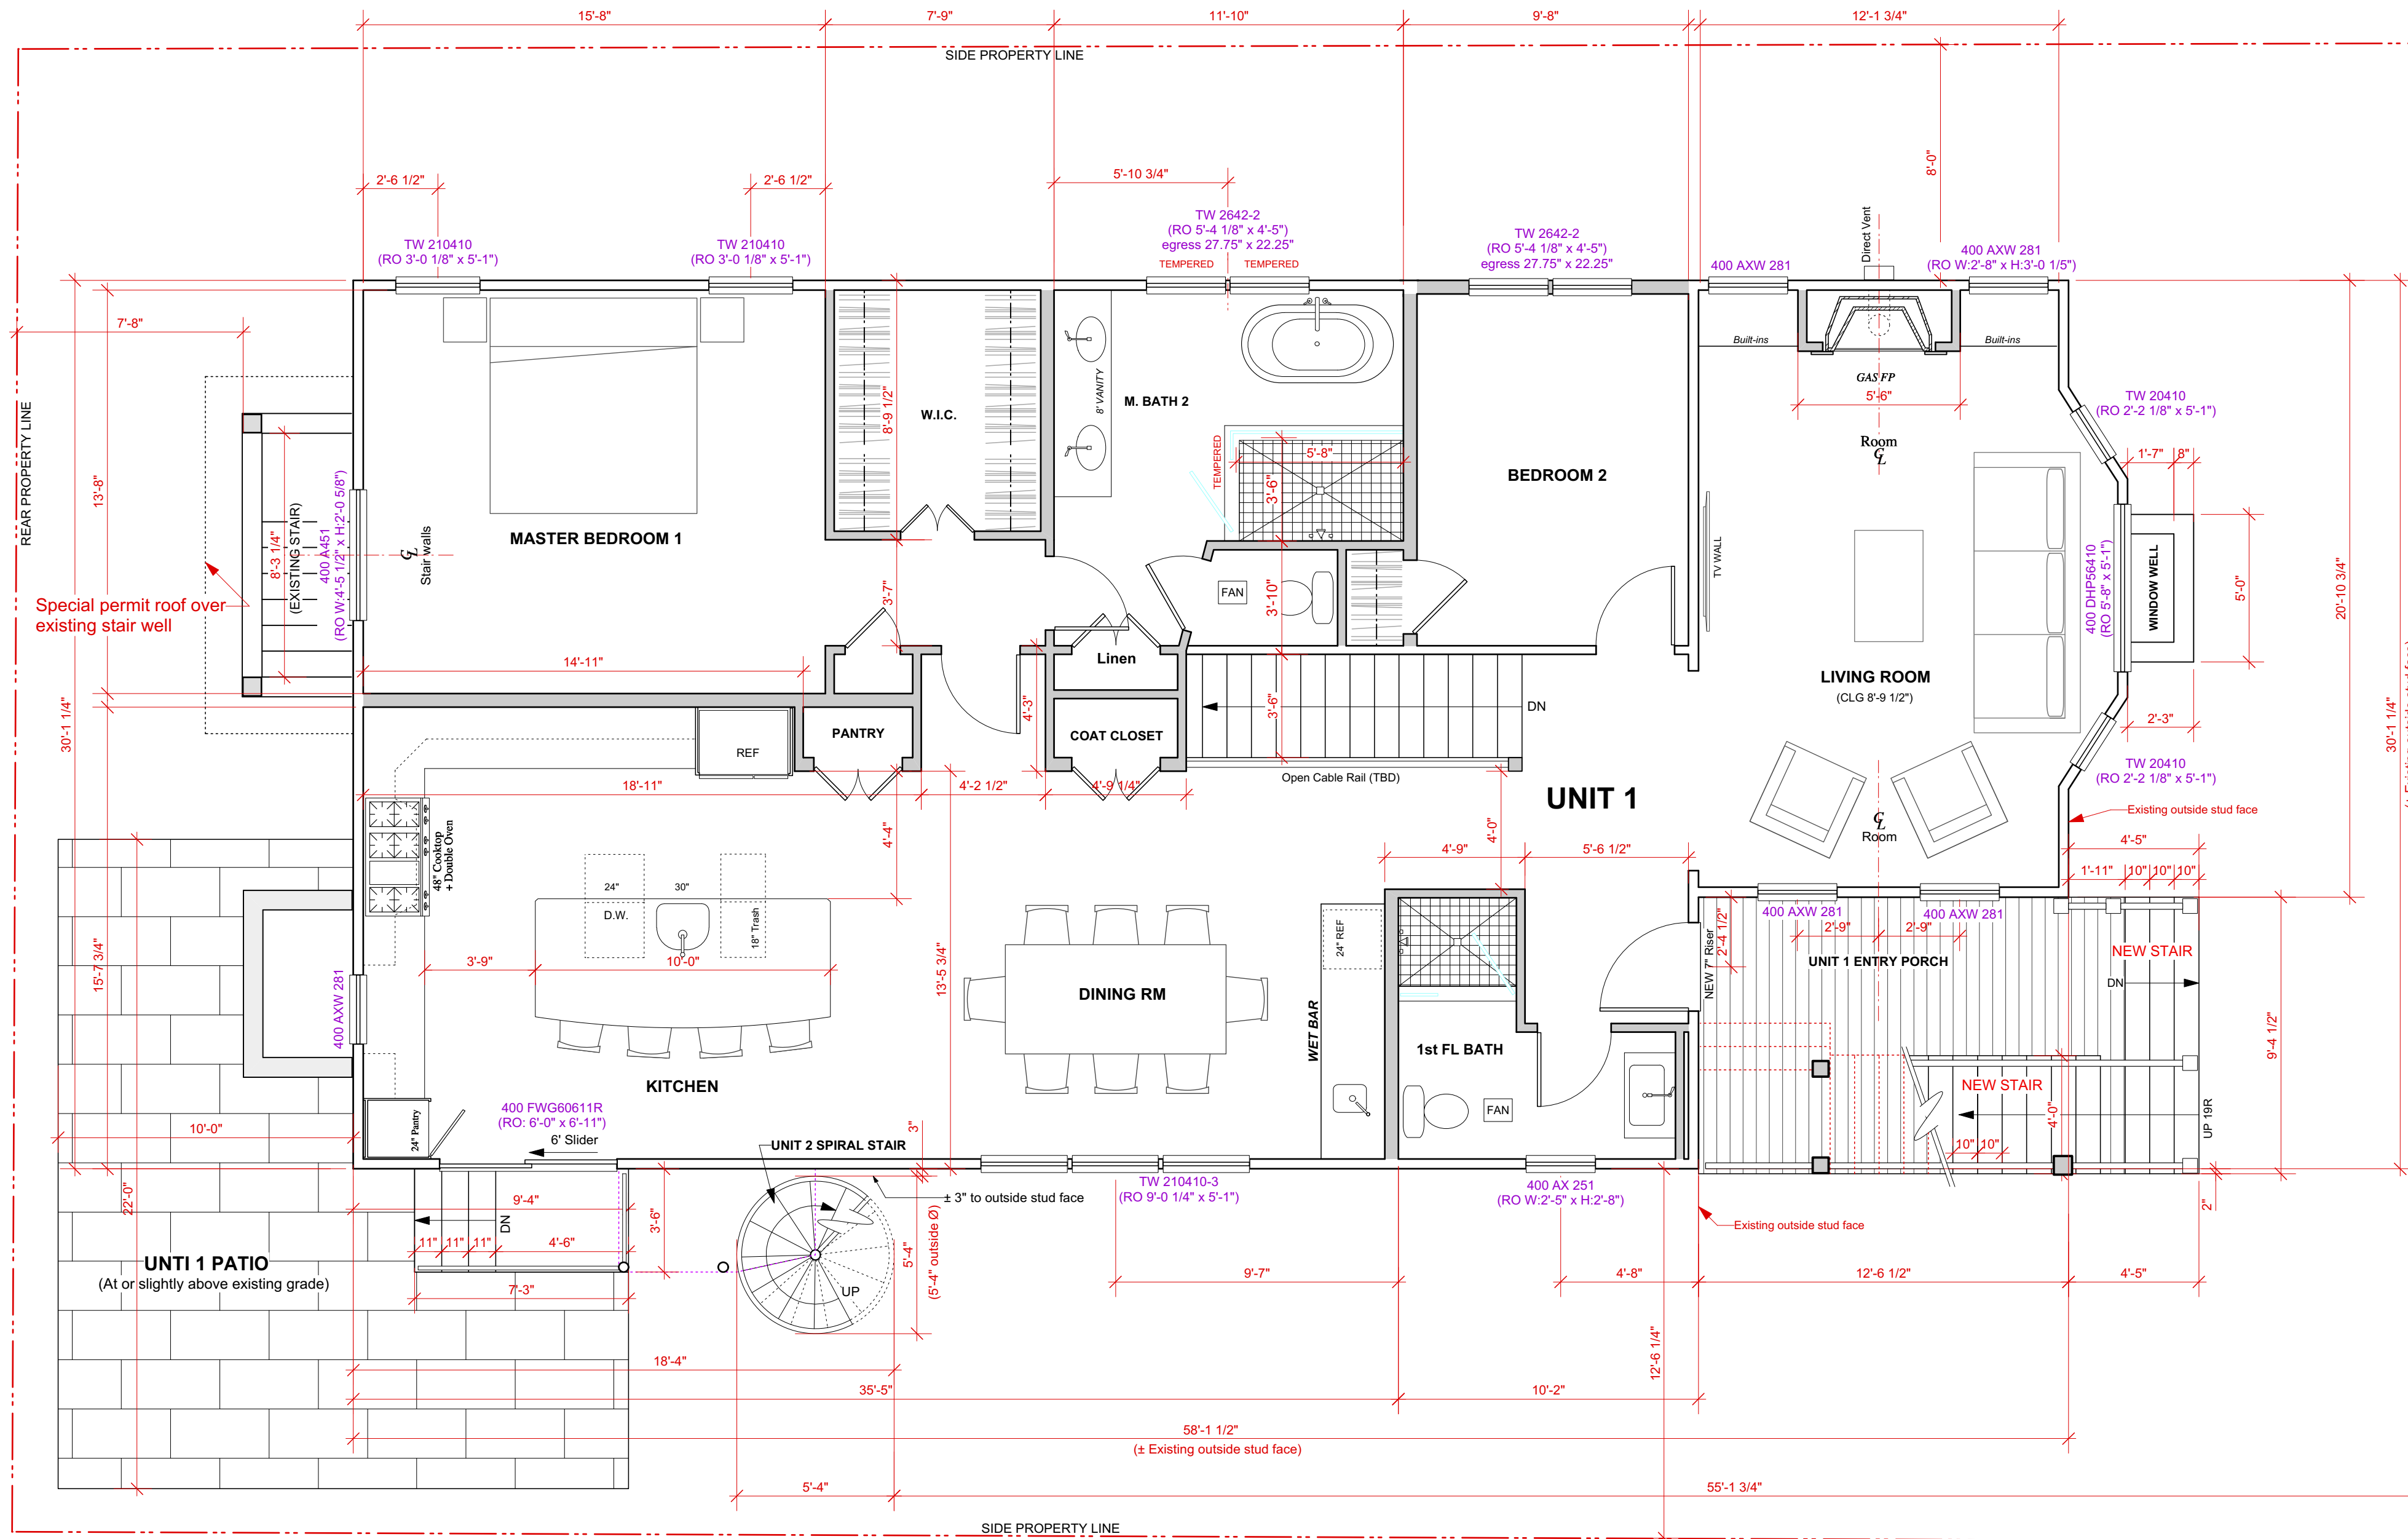 15'-8"
7'-9"
11'-10"
9'-8"
12'-1 3/4"
SIDE PROPERTY LINE
8'-0"
2'-6 1/2"
2'-6 1/2"
5'-10 3/4"
TW 210410
(RO 3'-0 1/8" x 5'-1")
TW 210410
(RO 3'-0 1/8" x 5'-1")
TW 2642-2
(RO 5'-4 1/8" x 4'-5")
egress 27.75" x 22.25"
TEMPERED
TEMPERED
TW 2642-2
(RO 5'-4 1/8" x 4'-5")
egress 27.75" x 22.25"
400 AXW 281
Direct Vent
400 AXW 281
(RO W:2'-8" x H:3'-0 1/5")
7'-8"
REAR PROPERTY LINE
13'-8"
30'-1 1/4"
8'-3 1/4"
(EXISTING STAIR)
400 A451
(RO W:4'-5 1/2" x H:2'-0 5/8")
CL
Stair walls
Special permit roof over
existing stair well
MASTER BEDROOM 1
W.I.C.
8'-9 1/2"
3'-7"
8' VANITY
M. BATH 2
TEMPERED
5'-8"
3'-6"
3'-10"
FAN
BEDROOM 2
Built-ins
Built-ins
GAS FP
5'-6"
Room
CL
TV WALL
LIVING ROOM
(CLG 8'-9 1/2")
TW 20410
(RO 2'-2 1/8" x 5'-1")
1'-7"
8"
400 DHP56410
(RO 5'-8" x 5'-1")
WINDOW WELL
5'-0"
20'-10 3/4"
30'-1 1/4"
2'-3"
TW 20410
(RO 2'-2 1/8" x 5'-1")
Existing outside stud face
14'-11"
Linen
PANTRY
COAT CLOSET
4'-3"
3'-6"
DN
Open Cable Rail (TBD)
REF
18'-11"
4'-2 1/2"
4'-9 1/4"
4'-4"
UNIT 1
4'-0"
CL
Room
4'-5"
1'-11"
10"
10"
10"
48" Cooktop
+ Double Oven
24"
30"
D.W.
18" Trash
3'-9"
10'-0"
13'-5 3/4"
15'-7 3/4"
400 AXW 281
DINING RM
KITCHEN
24" REF
WET BAR
4'-9"
5'-6 1/2"
1st FL BATH
FAN
400 AXW 281
400 AXW 281
2'-9"
2'-9"
2'-4 1/2"
NEW 7" Riser
UNIT 1 ENTRY PORCH
NEW STAIR
DN
NEW STAIR
9'-4 1/2"
4'-0"
UP 19R
10"
10"
2"
24" Pantry
400 FWG60611R
(RO: 6'-0" x 6'-11")
6' Slider
UNIT 2 SPIRAL STAIR
3"
± 3" to outside stud face
TW 210410-3
(RO 9'-0 1/4" x 5'-1")
400 AX 251
(RO W:2'-5" x H:2'-8")
Existing outside stud face
10'-0"
22'-0"
9'-4"
DN
3'-6"
11"
11"
11"
4'-6"
7'-3"
UNTI 1 PATIO
(At or slightly above existing grade)
UP
5'-4"
(5'-4" outside Ø)
9'-7"
4'-8"
12'-6 1/2"
4'-5"
12'-6 1/4"
18'-4"
35'-5"
10'-2"
58'-1 1/2"
(± Existing outside stud face)
5'-4"
55'-1 3/4"
SIDE PROPERTY LINE